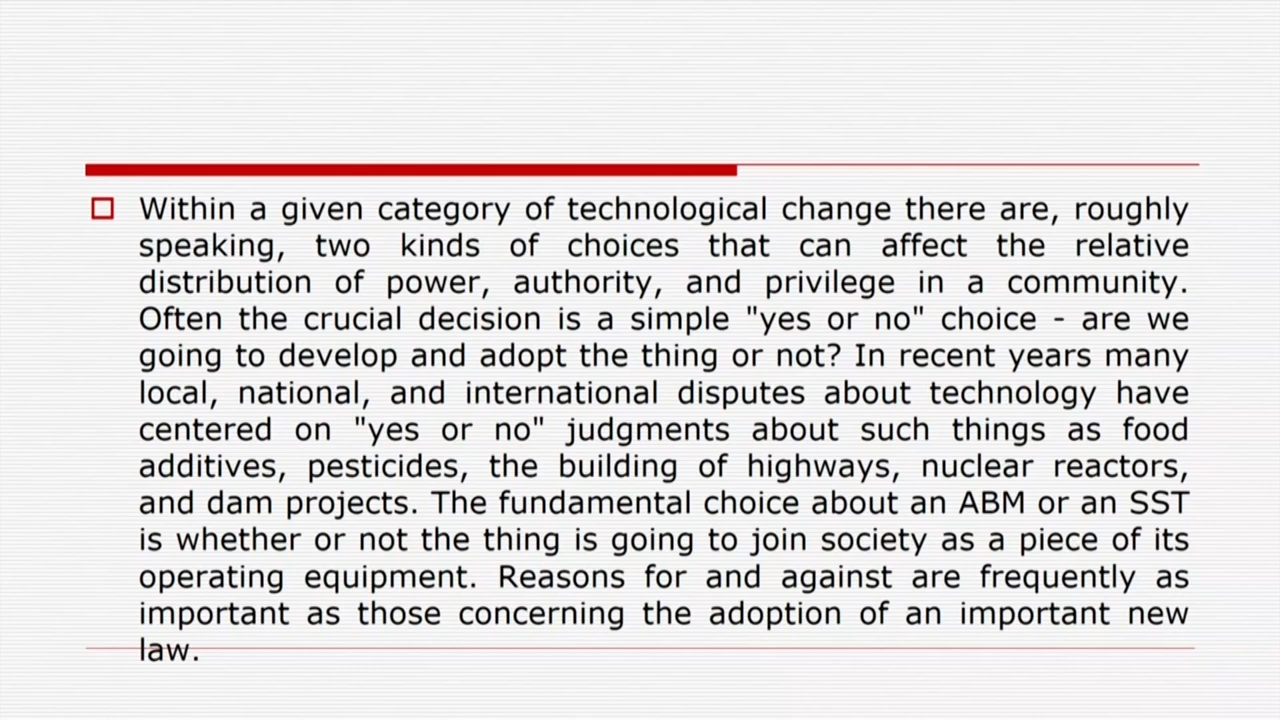 Within a given category of technological change there are, roughly
speaking, two kinds of choices that can affect the relative
distribution of power, authority, and privilege in a community.
Often the crucial decision is a simple "yes or no" choice - are we
going to develop and adopt the thing or not? In recent years many
local, national, and international disputes about technology have
centered on "yes or no" judgments about such things as food
additives, pesticides, the building of highways, nuclear reactors,
and dam projects. The fundamental choice about an ABM or an SST
is whether or not the thing is going to join society as a piece of its
operating equipment. Reasons for and against are frequently as
important as those concerning the adoption of an important new
law.